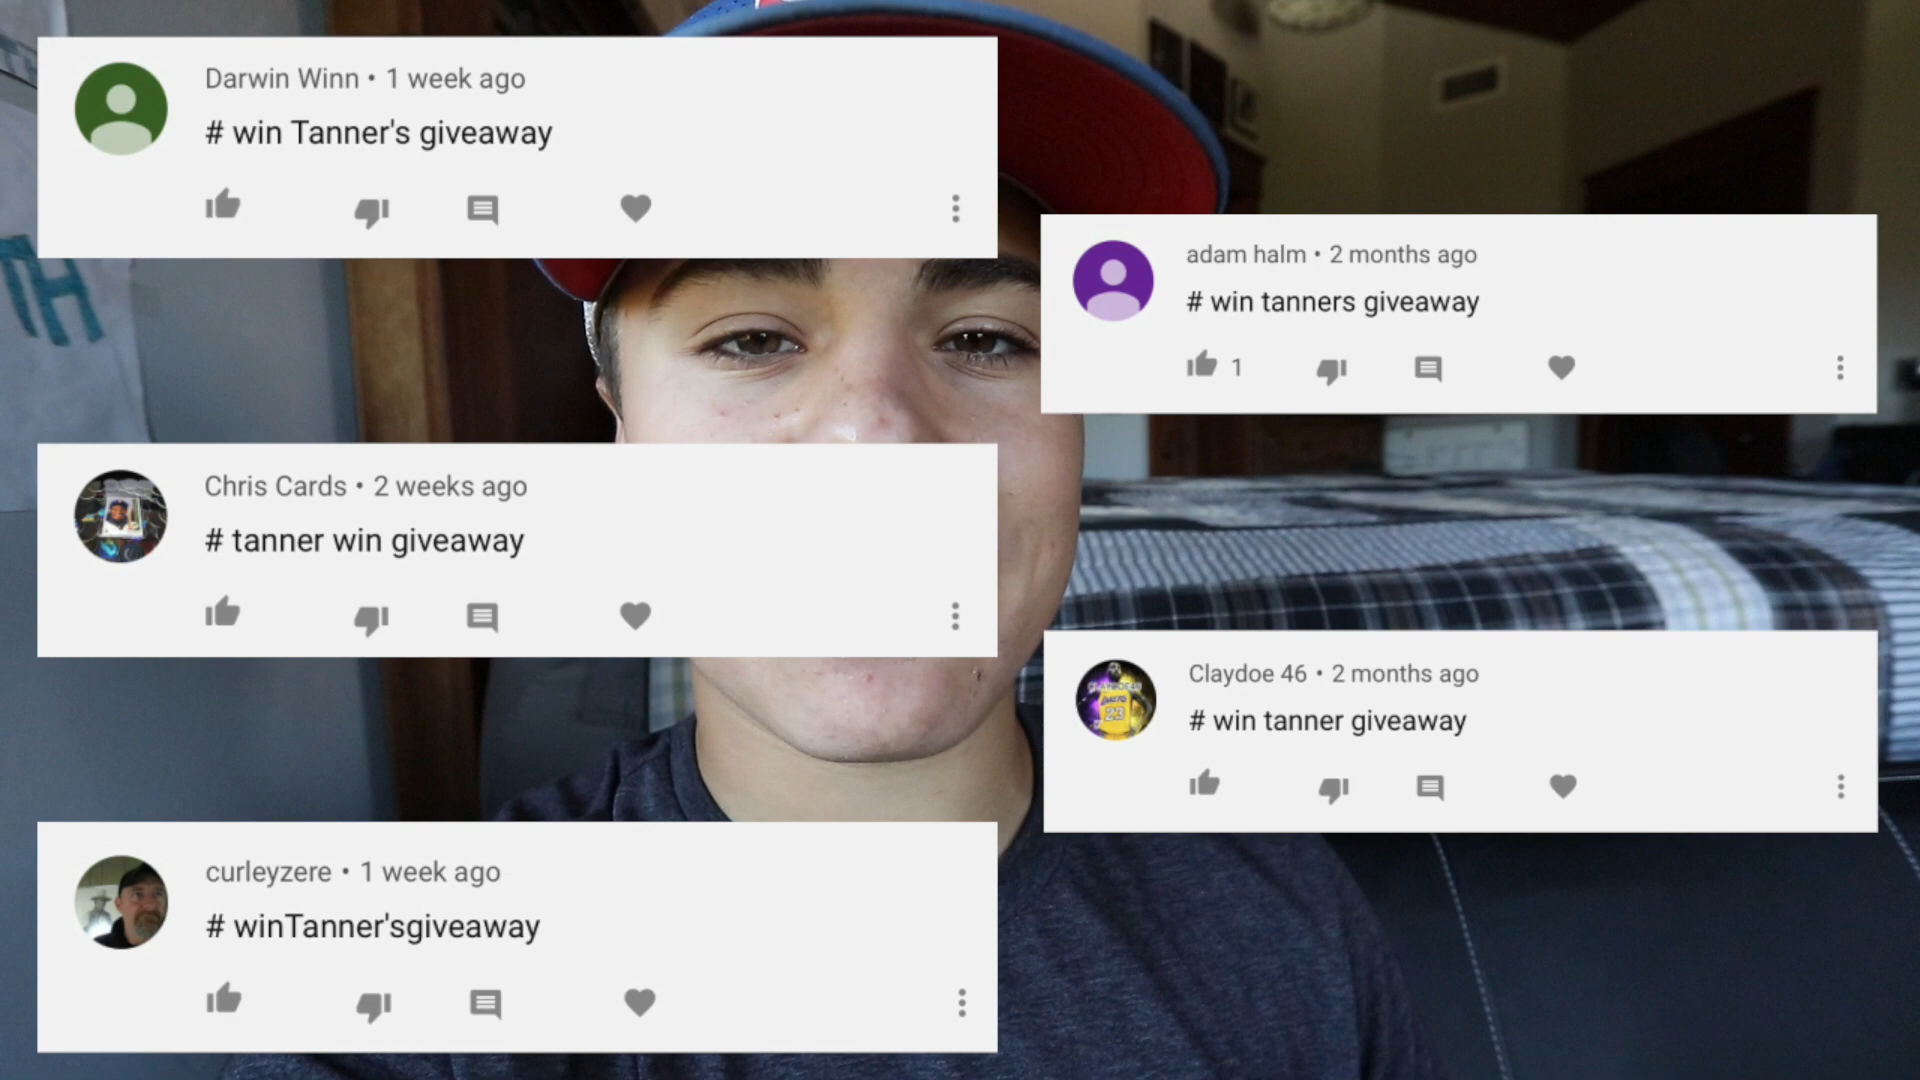 Darwin Winn • 1 week ago
# win Tanner's giveaway
adam halm • 2 months ago
# win tanners giveaway
1
Chris Cards • 2 weeks ago
# tanner win giveaway
Claydoe 46 • 2 months ago
# win tanner giveaway
23
curleyzere • 1 week ago
# winTanner'sgiveaway
TH